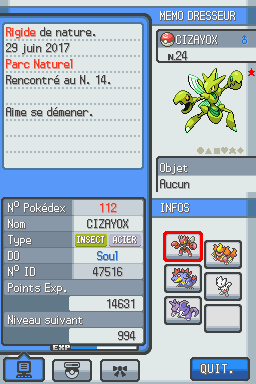 Rigide de nature.
29 juin 2017
Parc Naturel
Rencontré au N. 14.
Aime se démener.
MEMO DRESSEUR
CIZAYOX ♂
N.24
Objet
Aucun
INFOS
Nº Pokédex 112
Nom CIZAYOX
Type INSECT ACIER
DO Soul
Nº ID 47516
Points Exp.
14631
Niveau suivant
994
EXP
QUIT.